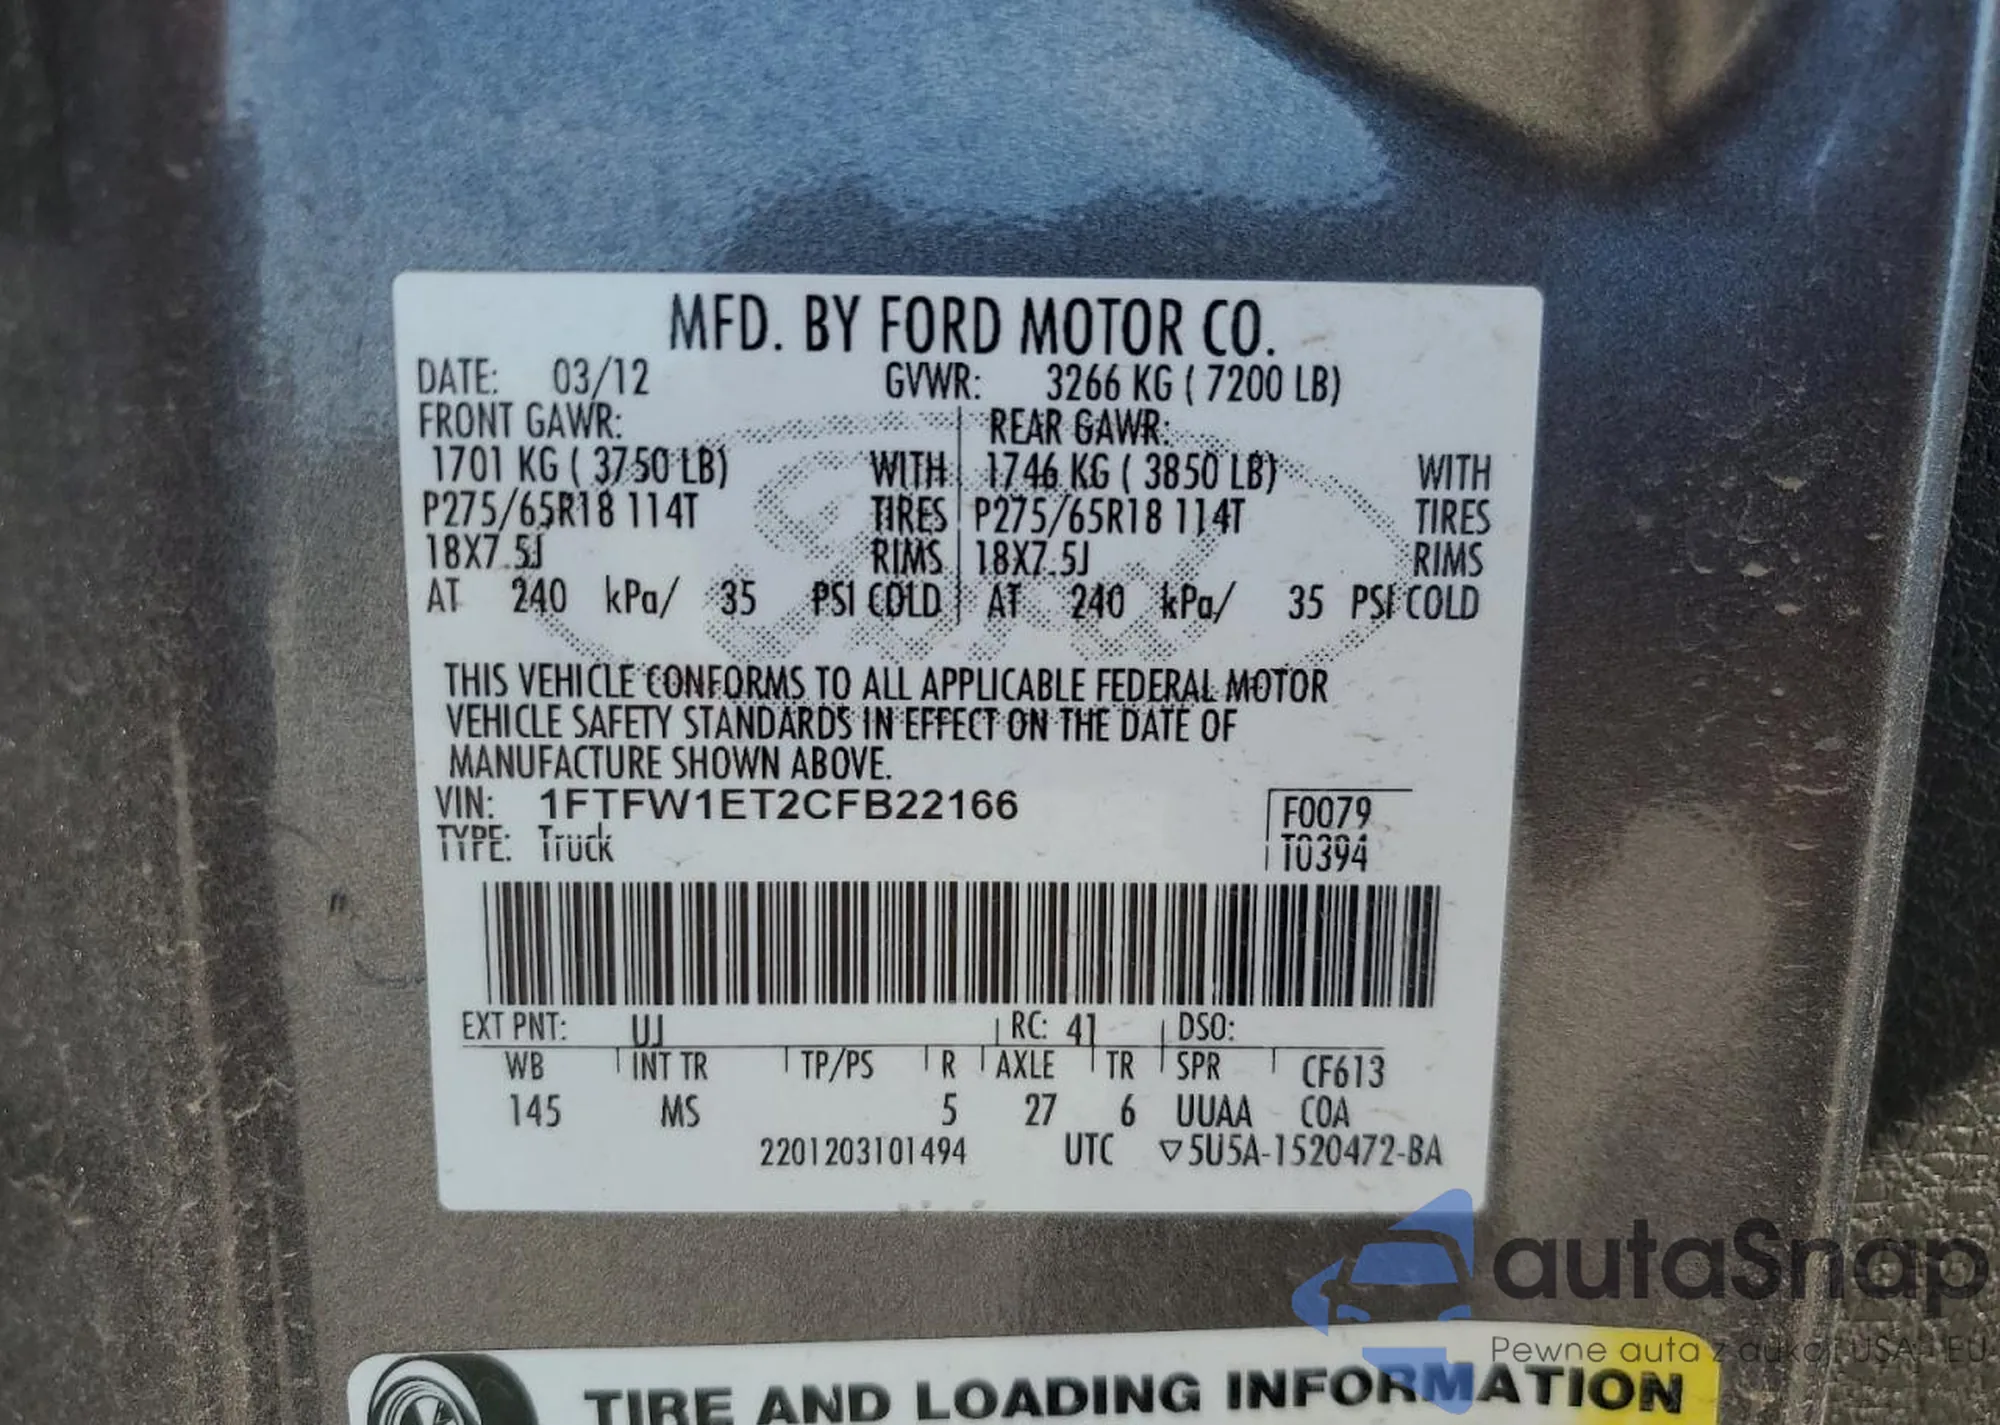 MFD. BY FORD MOTOR CO.
DATE: 03/12 GVWR: 3266 KG ( 7200 LB)
FRONT GAWR: REAR GAWR:
1701 KG ( 3750 LB) WITH 1746 KG ( 3850 LB) WITH
P275/65R18 114T TIRES P275/65R18 114T TIRES
18X7.5J RIMS 18X7.5J RIMS
AT 240 kPa/ 35 PSI COLD AT 240 kPa/ 35 PSI COLD
THIS VEHICLE CONFORMS TO ALL APPLICABLE FEDERAL MOTOR
VEHICLE SAFETY STANDARDS IN EFFECT ON THE DATE OF
MANUFACTURE SHOWN ABOVE.
VIN: 1FTFW1ET2CFB22166 F0079
TYPE: Truck T0394
EXT PNT: UJ RC: 41 DSO:
WB INT TR TP/PS R AXLE TR SPR CF613
145 MS 5 27 6 UUAA COA
2201203101494 UTC ▽5U5A-1520472-BA
autaSnap
Pewne auta z aukcji USA - EU
TIRE AND LOADING INFORMATION